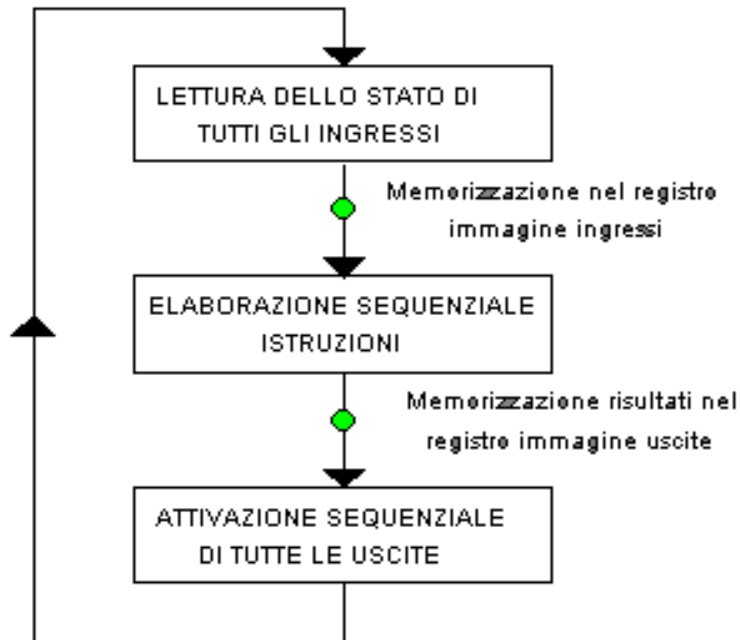 LETTURA DELLO STATO DI
TUTTI GLI INGRESSI
Memorizzazione nel registro
immagine ingressi
ELABORAZIONE SEQUENZIALE
ISTRUZIONI
Memorizzazione risultati nel
registro immagine uscite
ATTIVAZIONE SEQUENZIALE
DI TUTTE LE USCITE